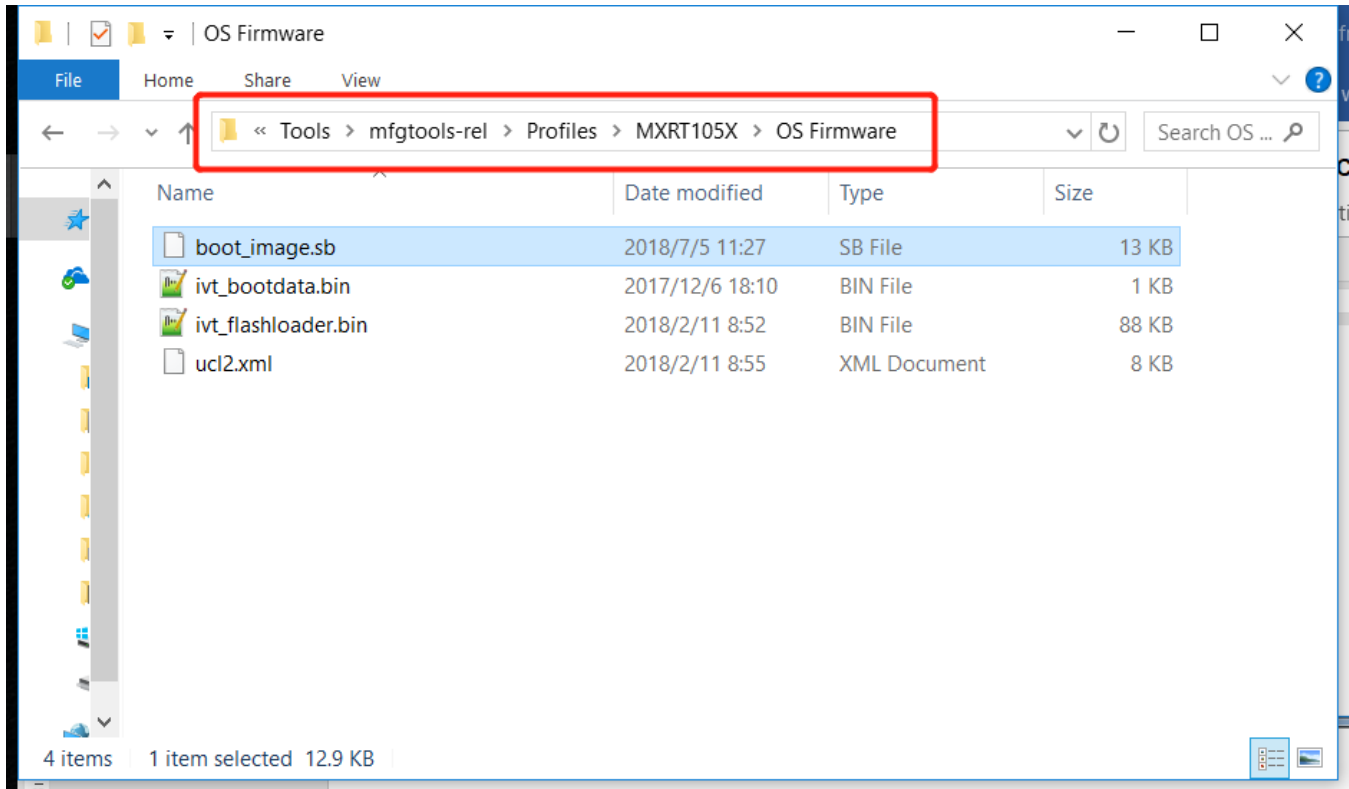 OS Firmware
File Home Share View
« Tools > mfgtools-rel > Profiles > MXRT105X > OS Firmware Search OS ...
Name Date modified Type Size
boot_image.sb 2018/7/5 11:27 SB File 13 KB
ivt_bootdata.bin 2017/12/6 18:10 BIN File 1 KB
ivt_flashloader.bin 2018/2/11 8:52 BIN File 88 KB
ucl2.xml 2018/2/11 8:55 XML Document 8 KB
4 items 1 item selected 12.9 KB